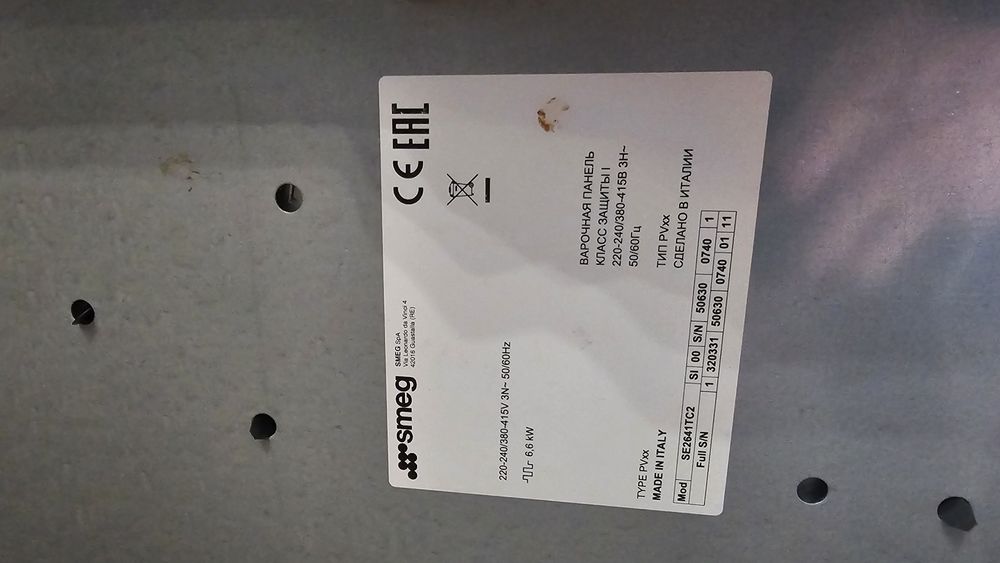 smeg
SMEG SpA
Via Leonardo da Vinci 4
42016 Guastalla (RE)
CE EAC
220-240/380-415V 3N~ 50/60Hz
6,6 kW
ВАРОЧНАЯ ПАНЕЛЬ
КЛАСС ЗАЩИТЫ I
220-240/380-415В 3Н~
50/60Гц
TYPE PVxx
MADE IN ITALY
ТИП PVxx
СДЕЛАНО В ИТАЛИИ
Mod SE2641TC2 SI 00 S/N 50630 0740 1
Full S/N 1 320331 50630 0740 01 11